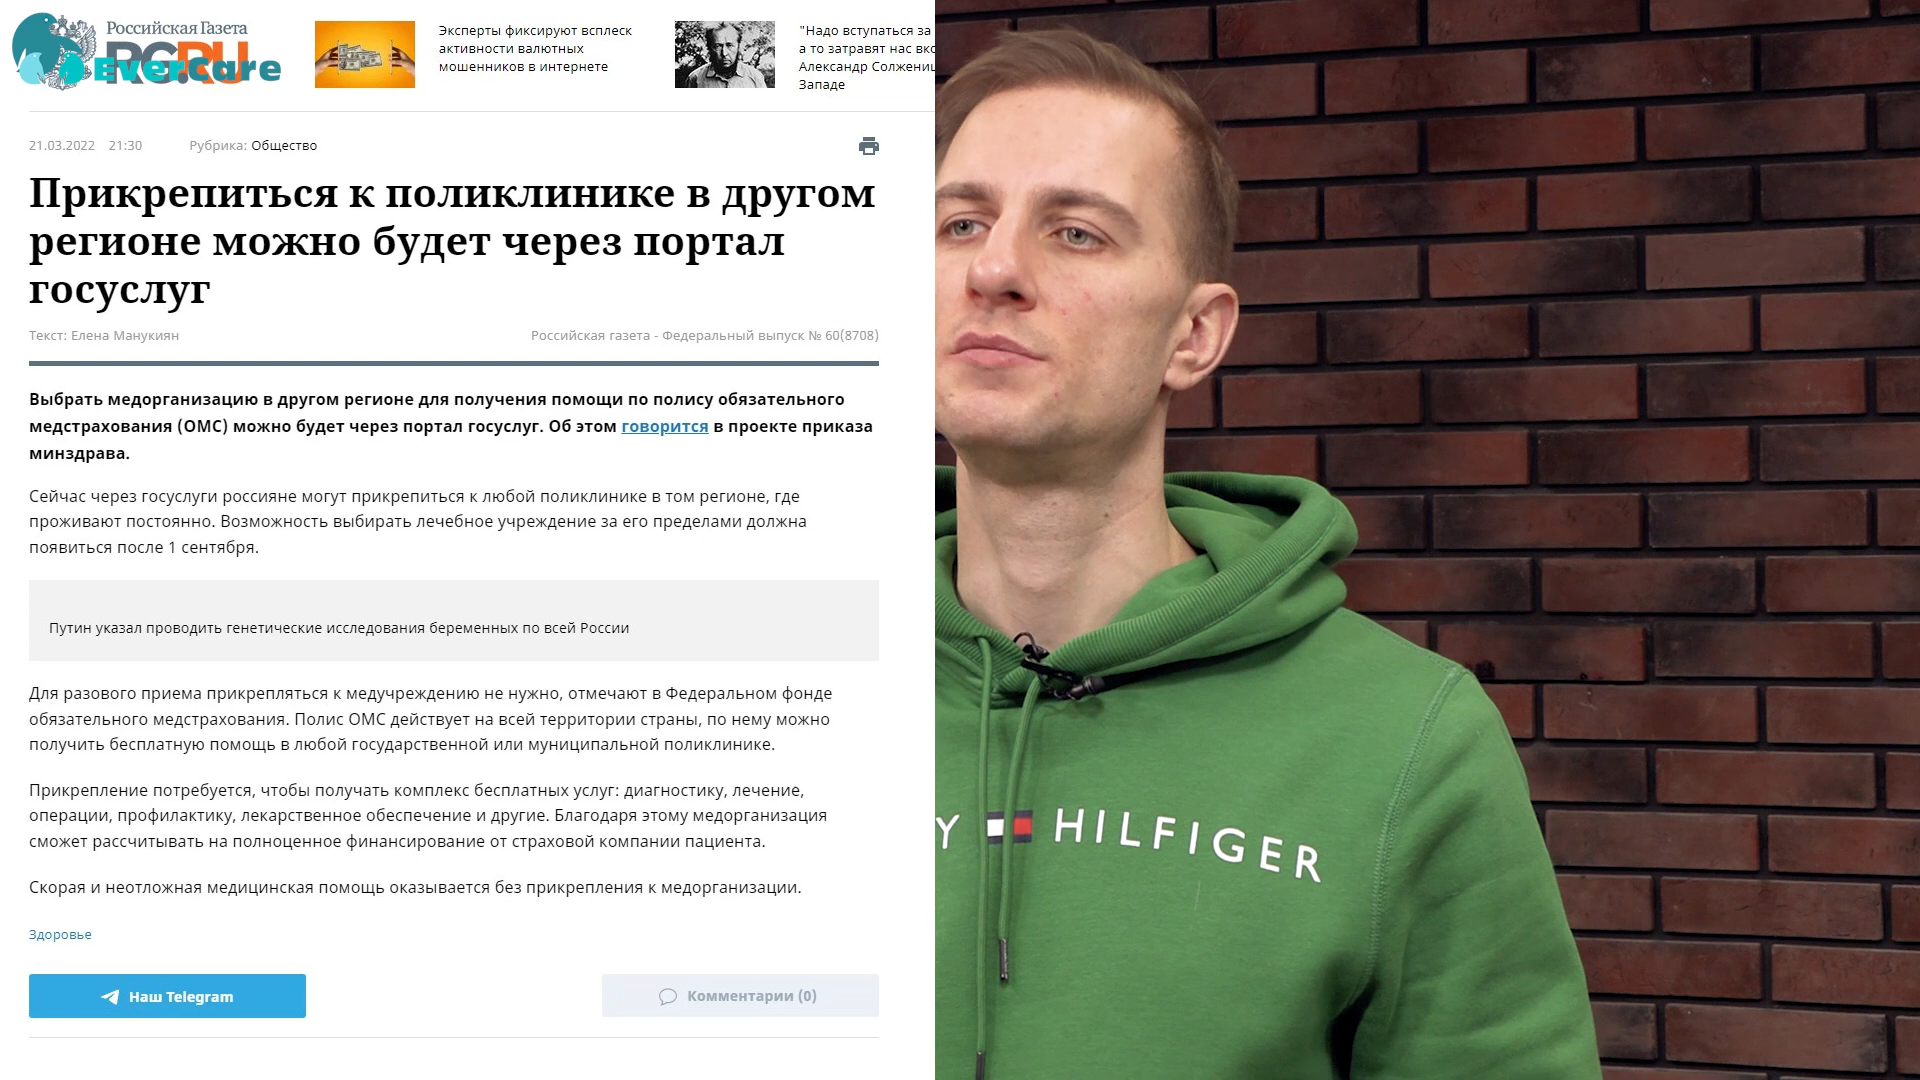 Российская Газета
RG.RU
Ever.Care
Эксперты фиксируют всплеск
активности валютных
мошенников в интернете
"Надо вступаться за
а то затравят нас
Александр
Западе
21.03.2022 21:30 Рубрика: Общество
Прикрепиться к поликлинике в другом
регионе можно будет через портал
госуслуг
Текст: Елена Манукиян
Российская газета - Федеральный выпуск № 60(8708)
Выбрать медорганизацию в другом регионе для получения помощи по полису обязательного
медстрахования (ОМС) можно будет через портал госуслуг. Об этом говорится в проекте приказа
минздрава.
Сейчас через госуслуги россияне могут прикрепиться к любой поликлинике в том регионе, где
проживают постоянно. Возможность выбирать лечебное учреждение за его пределами должна
появиться после 1 сентября.
Путин указал проводить генетические исследования беременных по всей России
Для разового приема прикрепляться к медучреждению не нужно, отмечают в Федеральном фонде
обязательного медстрахования. Полис ОМС действует на всей территории страны, по нему можно
получить бесплатную помощь в любой государственной или муниципальной поликлинике.
Прикрепление потребуется, чтобы получать комплекс бесплатных услуг: диагностику, лечение,
операции, профилактику, лекарственное обеспечение и другие. Благодаря этому медорганизация
сможет рассчитывать на полноценное финансирование от страховой компании пациента.
Скорая и неотложная медицинская помощь оказывается без прикрепления к медорганизации.
Здоровье
Наш Telegram
Комментарии (0)
Y HILFIGER